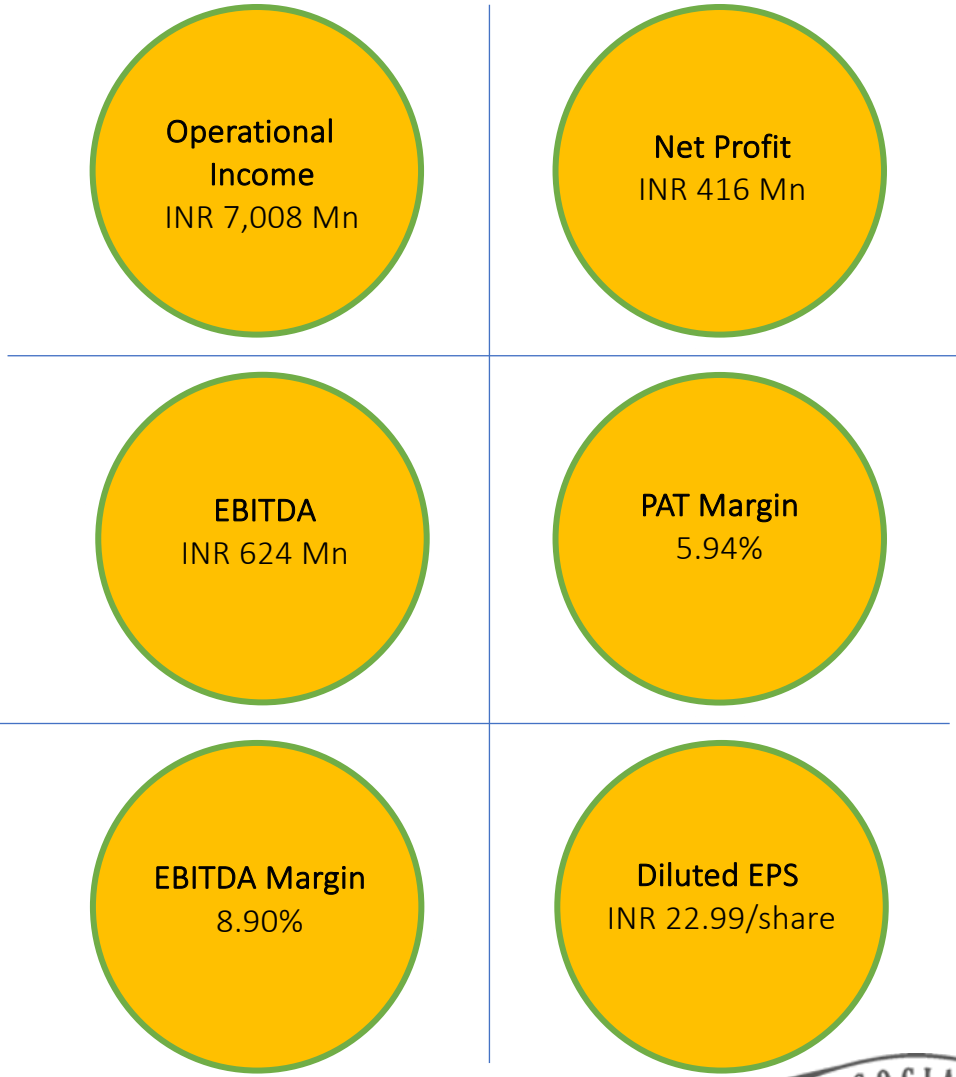 Operational
Income
INR 7,008 Mn
Net Profit
INR 416 Mn
EBITDA
INR 624 Mn
PAT Margin
5.94%
EBITDA Margin
8.90%
Diluted EPS
INR 22.99/share